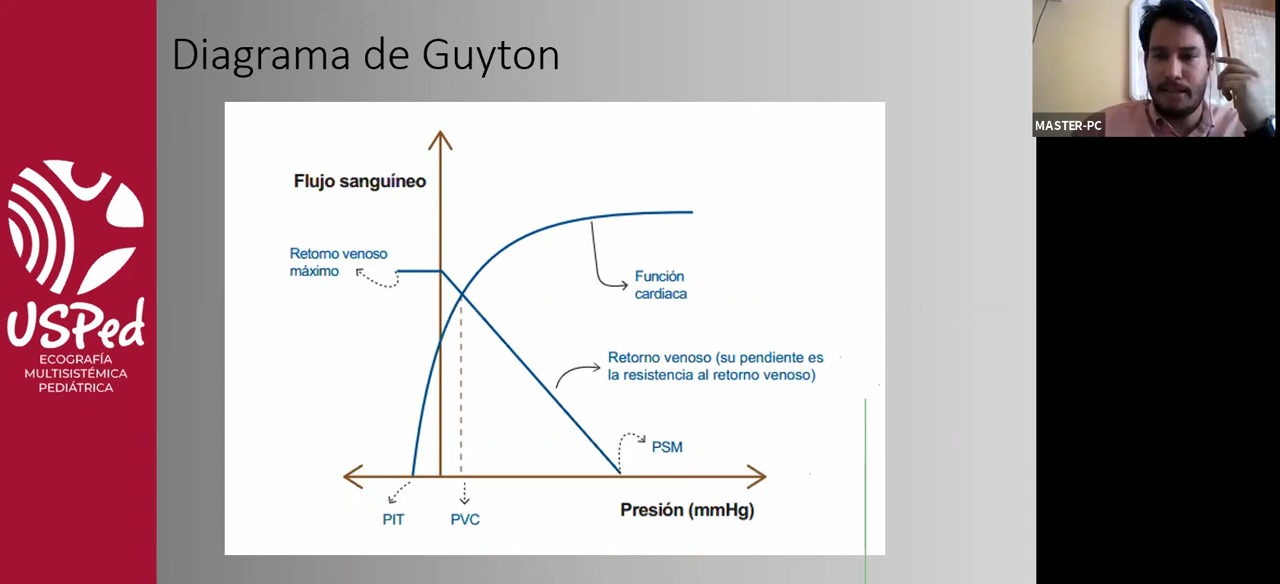 Diagrama de Guyton
MASTER-PC
Flujo sanguíneo
Retorno venoso
máximo
Función
cardiaca
Retorno venoso (su pendiente es
la resistencia al retorno venoso)
PSM
PIT
PVC
Presión (mmHg)
USPed
ECOGRAFÍA
MULTISISTÉMICA
PEDIÁTRICA